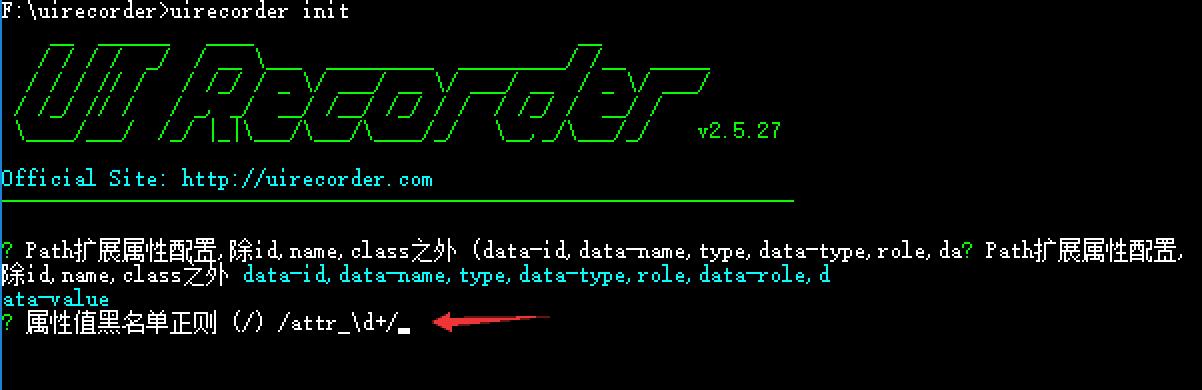 F:\uirecorder>uirecorder init
UI Recorder v2.5.27
Official Site: http://uirecorder.com
? Path扩展属性配置,除id,name,class之外 (data-id,data-name,type,data-type,role,da? Path扩展属性配置,
除id,name,class之外 data-id,data-name,type,data-type,role,data-role,d
ata-value
? 属性值黑名单正则 (/) /attr_\d+/_